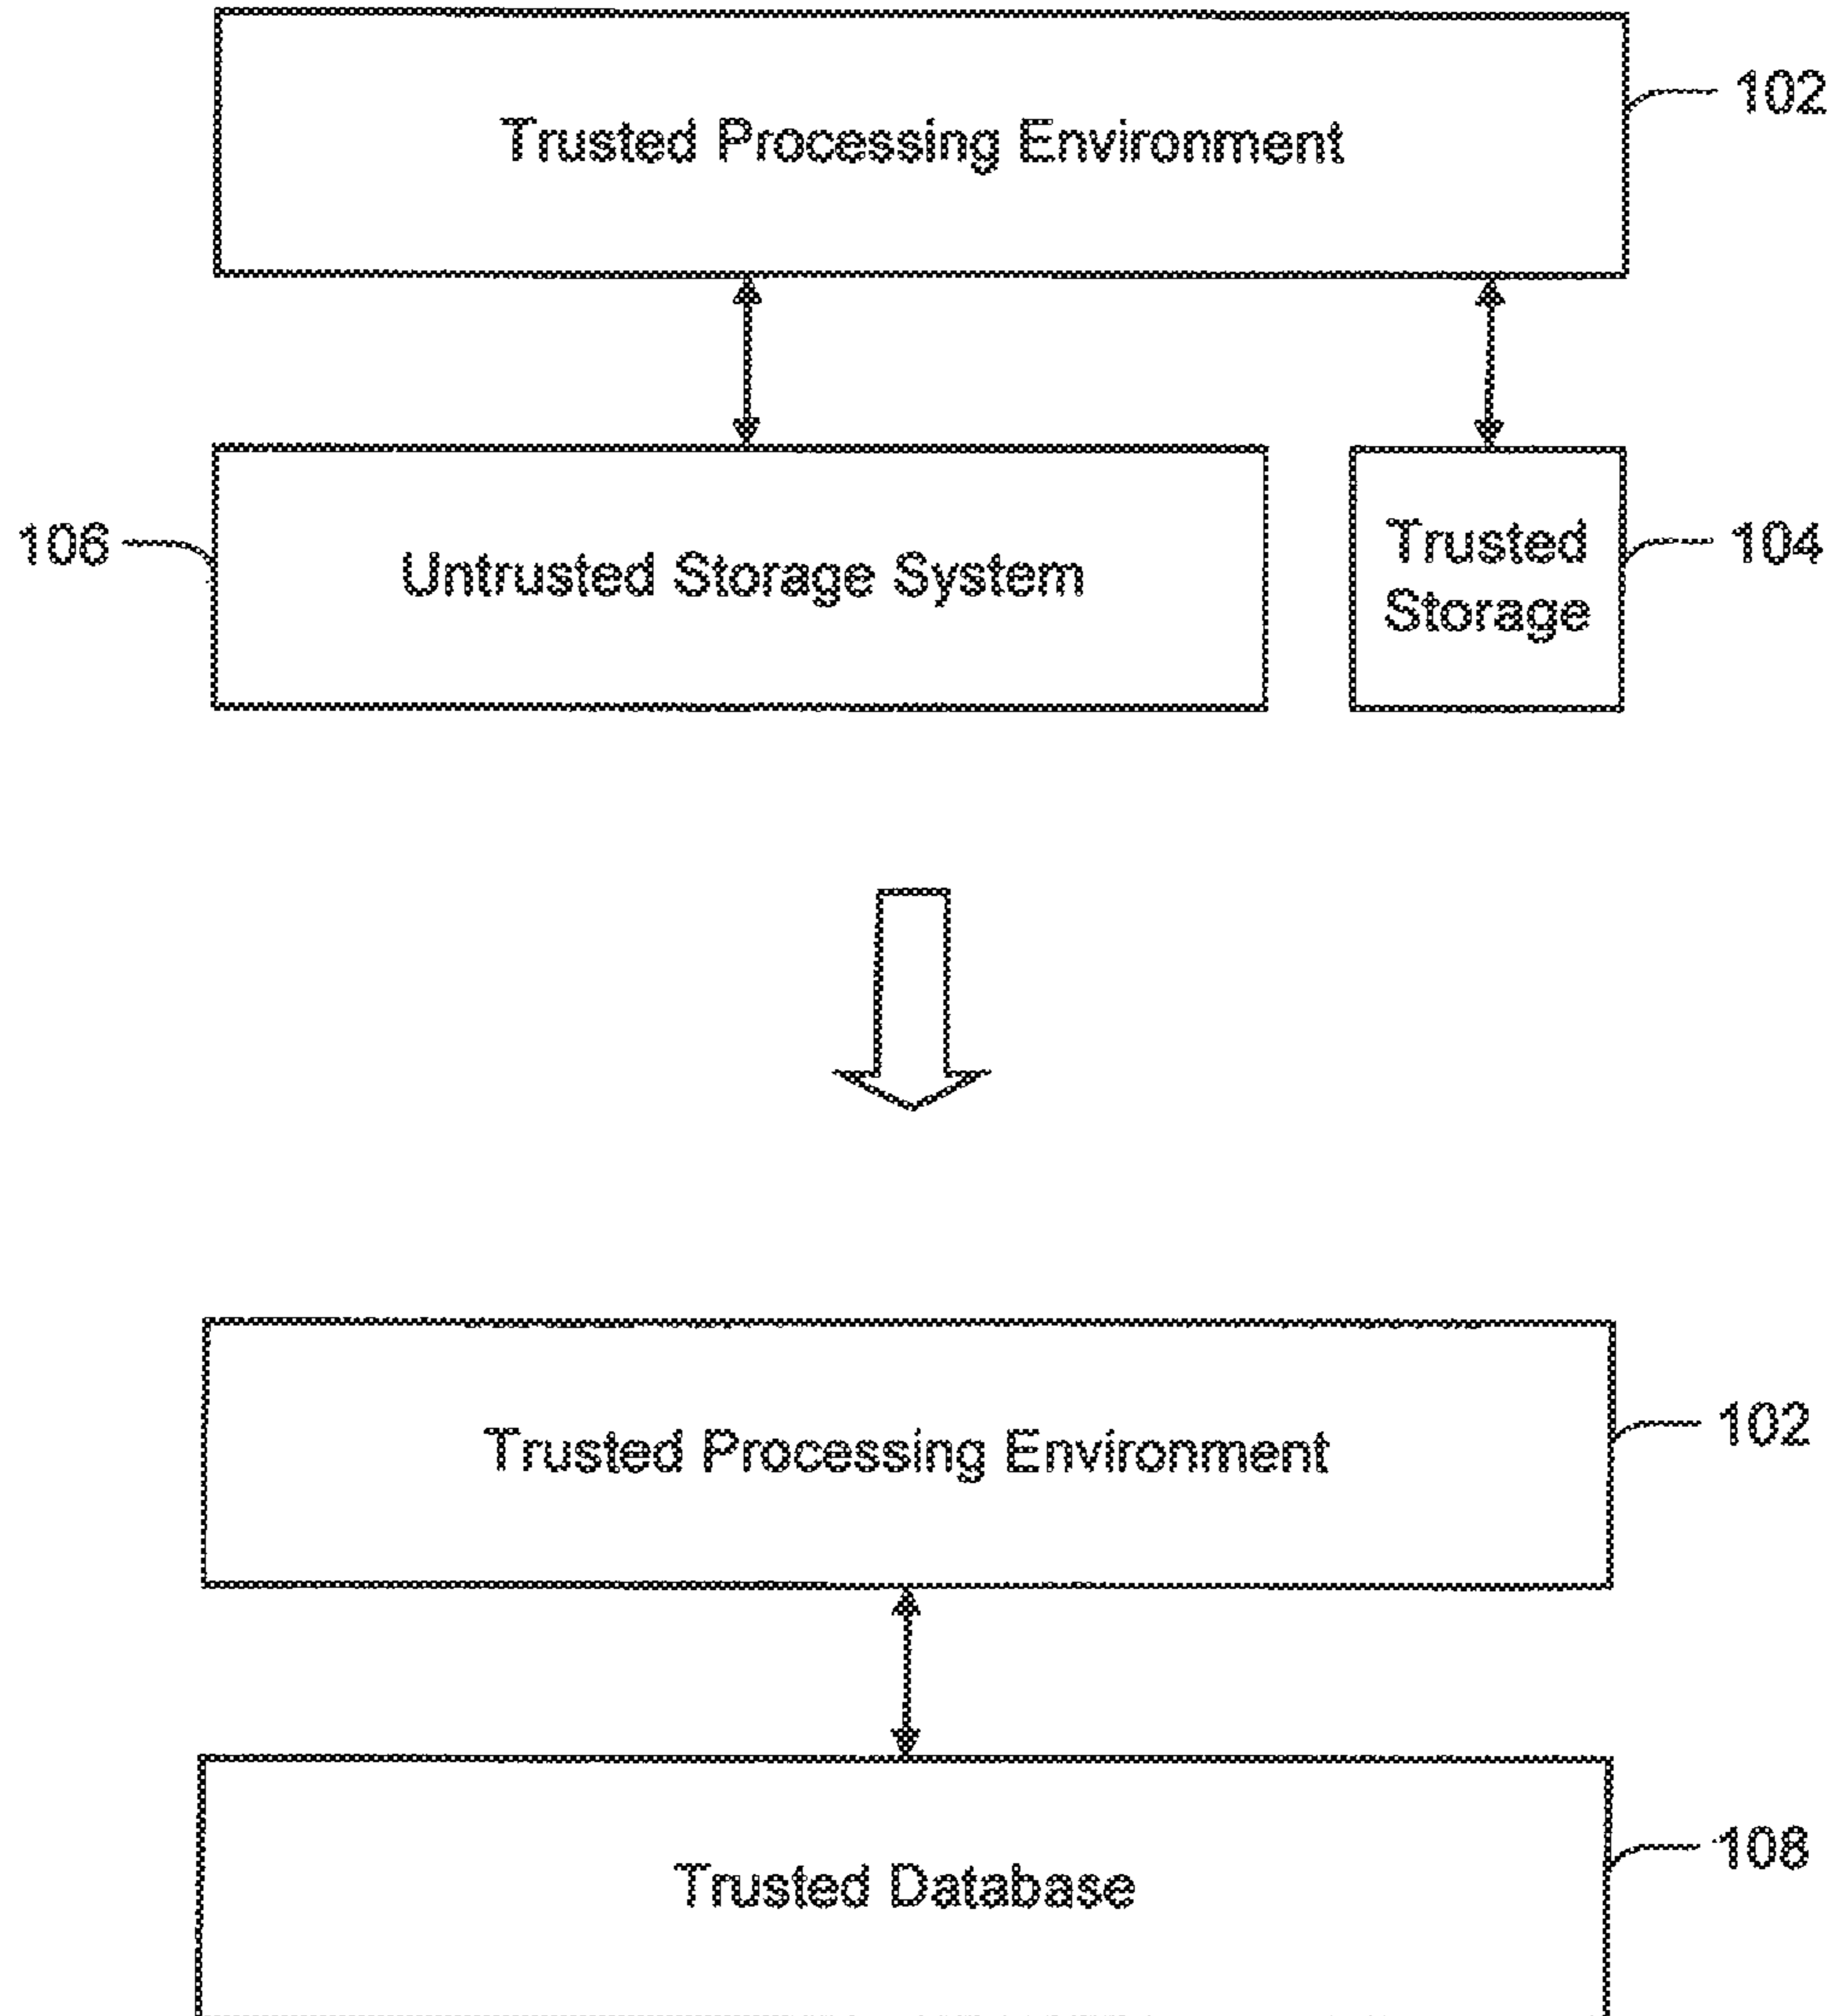 Trusted Processing Environment
102
106
Untrusted Storage System
Trusted
Storage
104
Trusted Processing Environment
102
Trusted Database
108